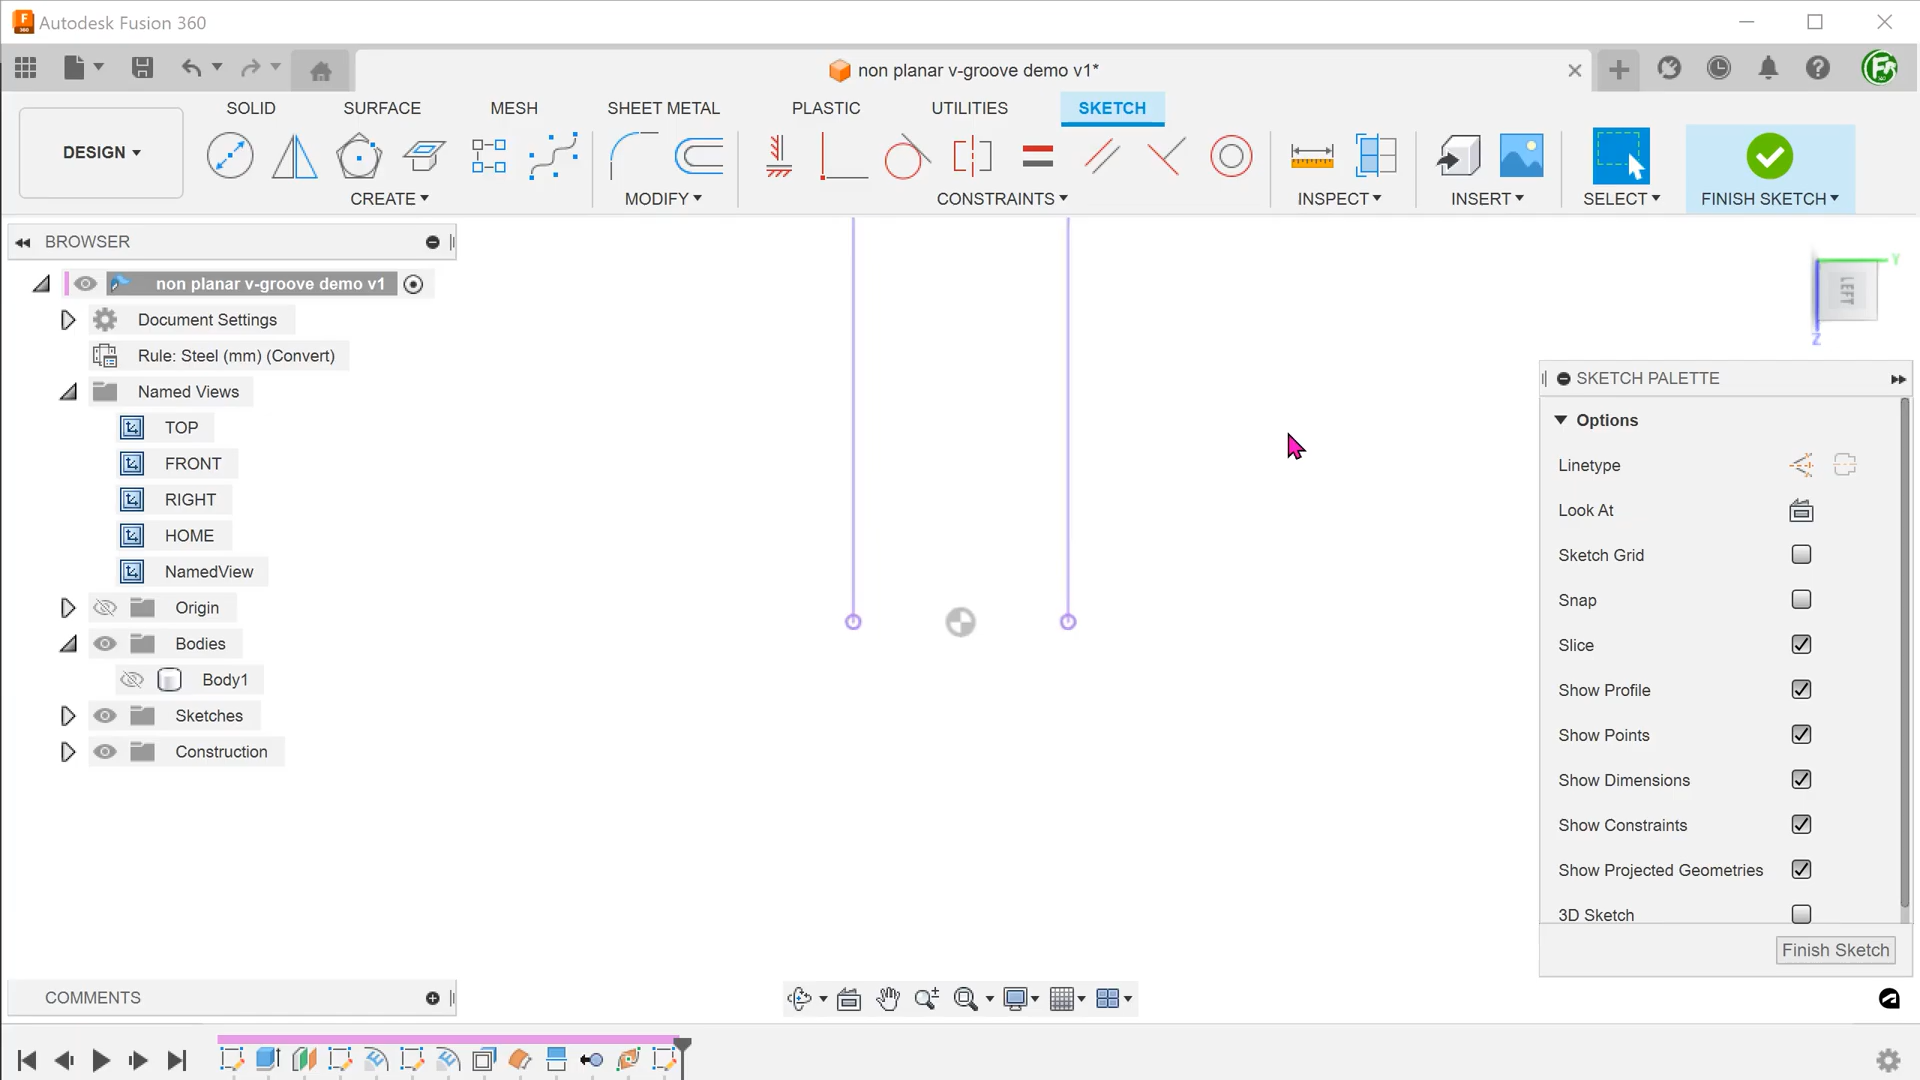 Autodesk Fusion 360
non planar v-groove demo v1*
SOLID SURFACE MESH SHEET METAL PLASTIC UTILITIES SKETCH
DESIGN
CREATE MODIFY CONSTRAINTS INSPECT INSERT SELECT FINISH SKETCH
BROWSER
non planar v-groove demo v1
Document Settings
Rule: Steel (mm) (Convert)
Named Views
TOP
FRONT
RIGHT
HOME
NamedView
Origin
Bodies
Body1
Sketches
Construction
Y
LEFT
Z
SKETCH PALETTE
Options
Linetype
Look At
Sketch Grid
Snap
Slice
Show Profile
Show Points
Show Dimensions
Show Constraints
Show Projected Geometries
3D Sketch
Finish Sketch
COMMENTS